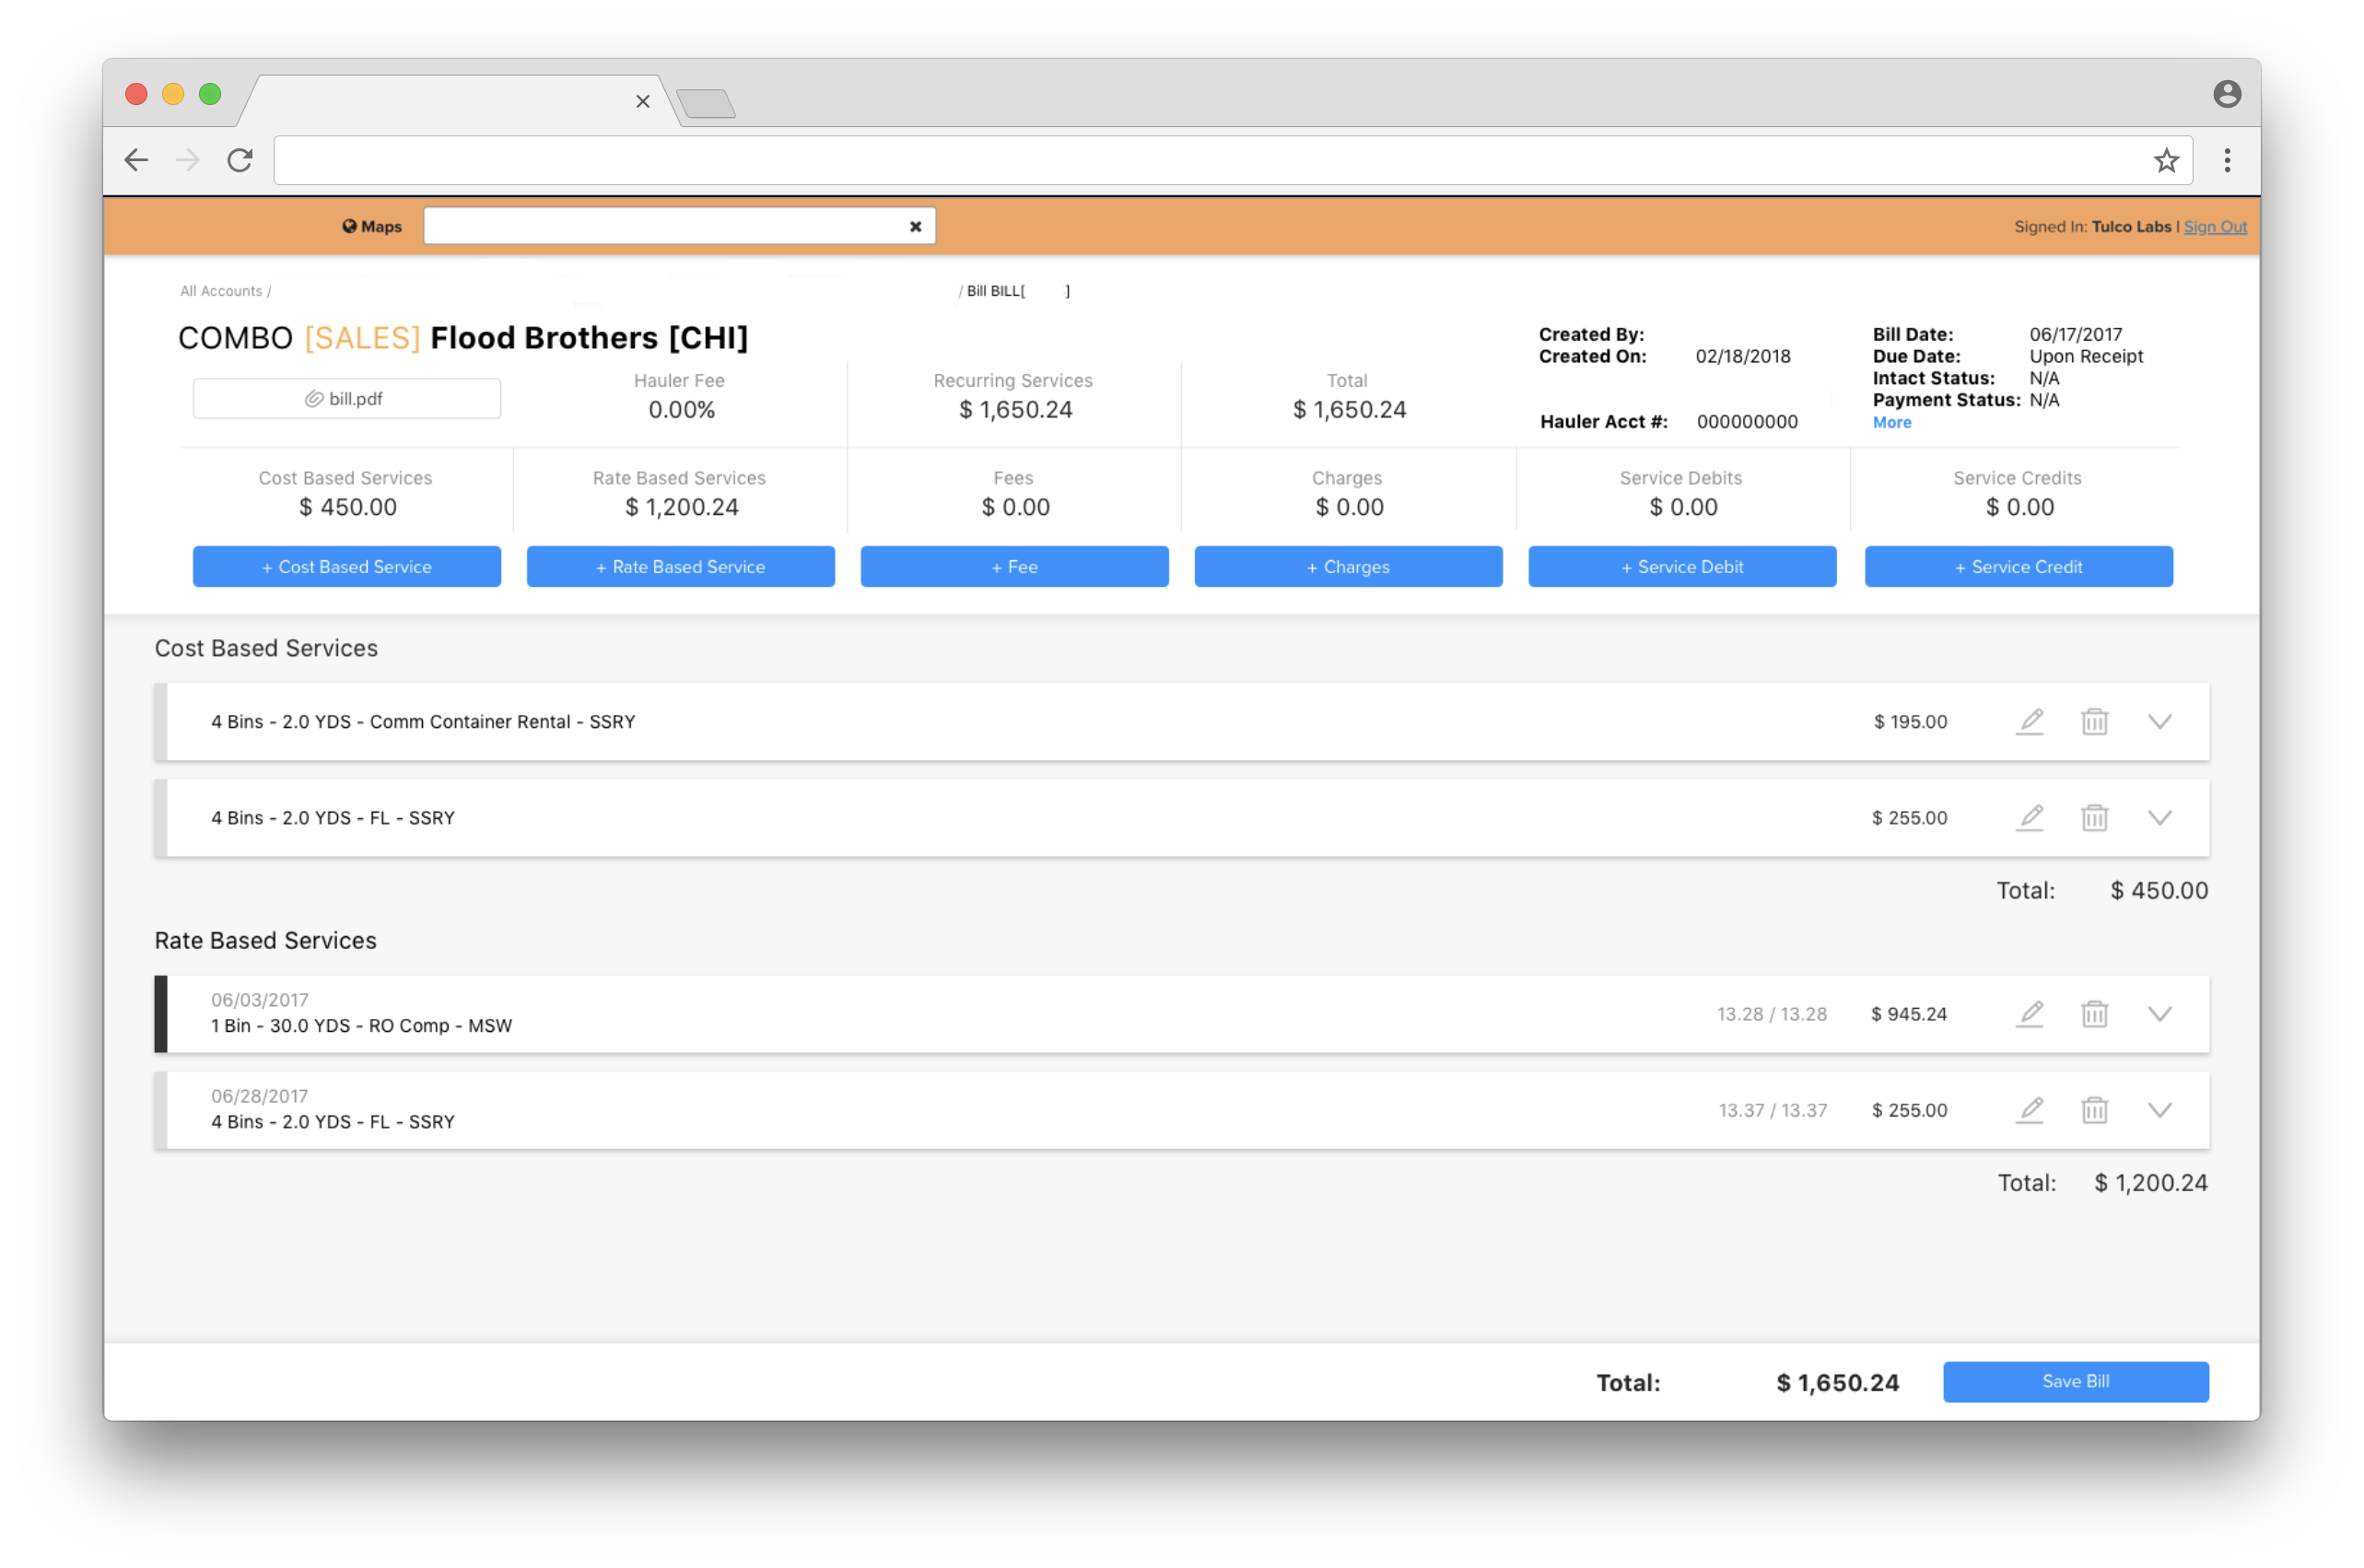 Maps
Signed In: Tulco Labs | Sign Out
All Accounts / / Bill BILL[ ]
COMBO [SALES] Flood Brothers [CHI]
Created By:
Created On: 02/18/2018
Hauler Acct #: 000000000
Bill Date: 06/17/2017
Due Date: Upon Receipt
Intact Status: N/A
Payment Status: N/A
More
bill.pdf
Hauler Fee
0.00%
Recurring Services
$ 1,650.24
Total
$ 1,650.24
Cost Based Services
$ 450.00
Rate Based Services
$ 1,200.24
Fees
$ 0.00
Charges
$ 0.00
Service Debits
$ 0.00
Service Credits
$ 0.00
+ Cost Based Service
+ Rate Based Service
+ Fee
+ Charges
+ Service Debit
+ Service Credit
Cost Based Services
4 Bins - 2.0 YDS - Comm Container Rental - SSRY $ 195.00
4 Bins - 2.0 YDS - FL - SSRY $ 255.00
Total: $ 450.00
Rate Based Services
06/03/2017
1 Bin - 30.0 YDS - RO Comp - MSW 13.28 / 13.28 $ 945.24
06/28/2017
4 Bins - 2.0 YDS - FL - SSRY 13.37 / 13.37 $ 255.00
Total: $ 1,200.24
Total: $ 1,650.24 Save Bill